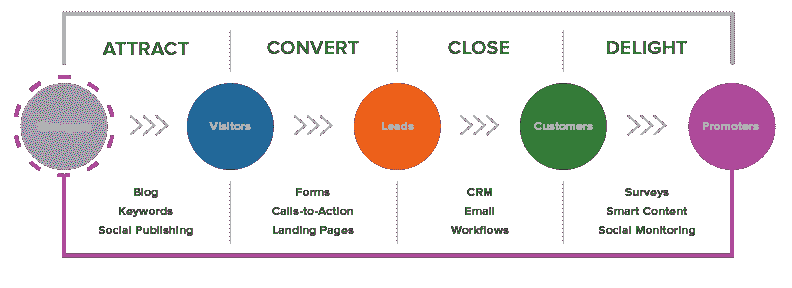 ATTRACT
CONVERT
CLOSE
DELIGHT
Visitors
Leads
Customers
Promoters
Blog
Keywords
Social Publishing
Forms
Calls-to-Action
Landing Pages
CRM
Email
Workflows
Surveys
Smart Content
Social Monitoring